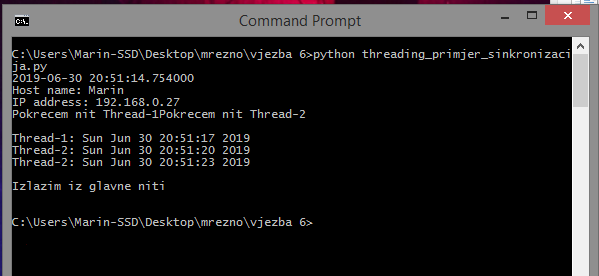 Command Prompt
C:\Users\Marin-SSD\Desktop\mrezno\vjezba 6>python threading_primjer_sinkronizaci
ja.py
2019-06-30 20:51:14.754000
Host name: Marin
IP address: 192.168.0.27
Pokrecem nit Thread-1Pokrecem nit Thread-2
Thread-1: Sun Jun 30 20:51:17 2019
Thread-2: Sun Jun 30 20:51:20 2019
Thread-2: Sun Jun 30 20:51:23 2019
Izlazim iz glavne niti
C:\Users\Marin-SSD\Desktop\mrezno\vjezba 6>